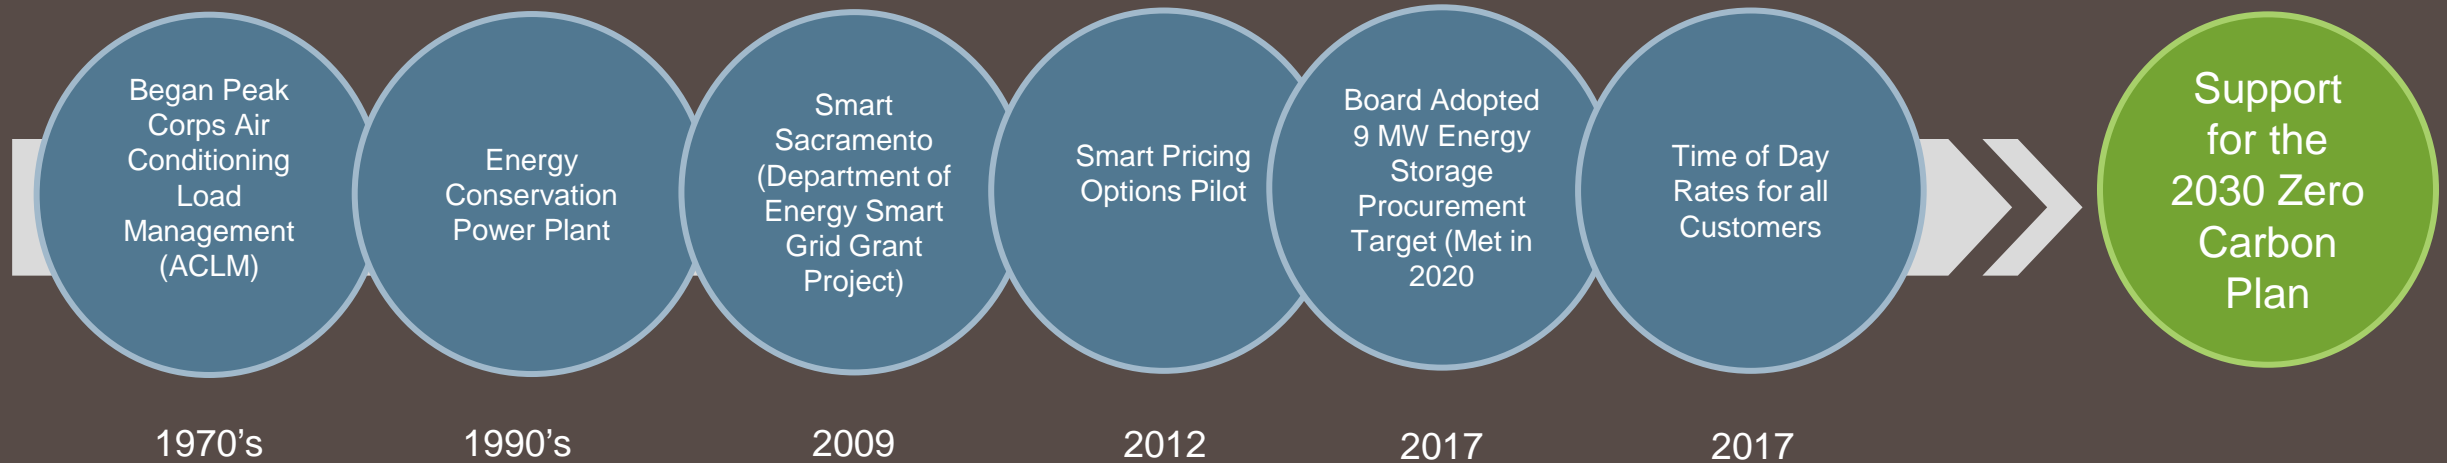 Began Peak
Corps Air
Conditioning
Load
Management
(ACLM)
Energy
Conservation
Power Plant
Smart
Sacramento
(Department of
Energy Smart
Grid Grant
Project)
Smart Pricing
Options Pilot
Board Adopted
9 MW Energy
Storage
Procurement
Target (Met in
2020
Time of Day
Rates for all
Customers
Support
for the
2030 Zero
Carbon
Plan
1970's
1990's
2009
2012
2017
2017